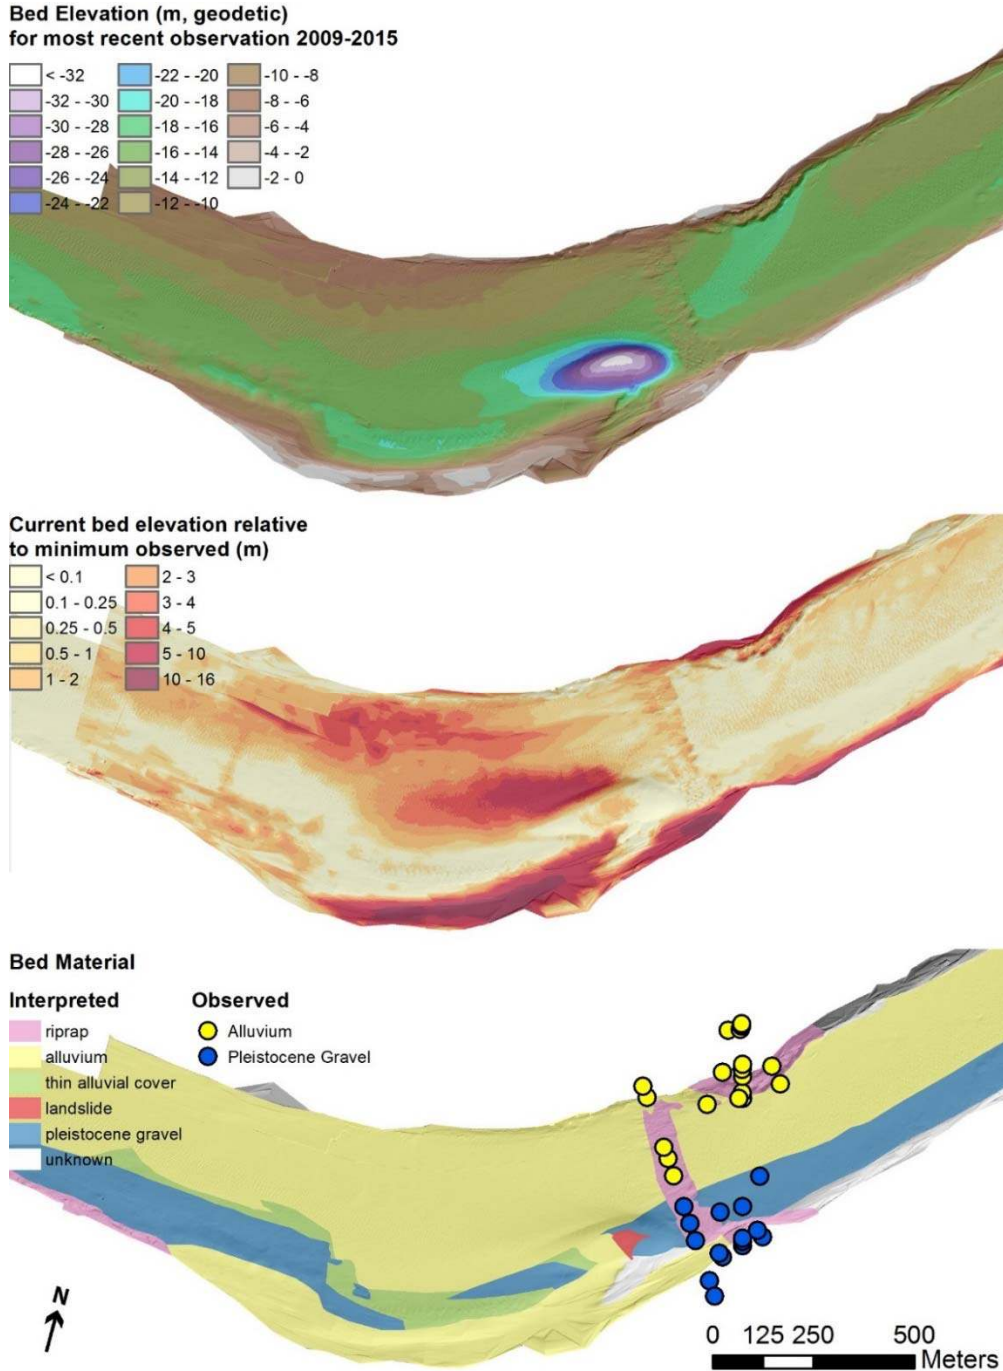 Bed Elevation (m, geodetic)
for most recent observation 2009-2015
< -32
-32 - -30
-30 - -28
-28 - -26
-26 - -24
-24 - -22
-22 - -20
-20 - -18
-18 - -16
-16 - -14
-14 - -12
-12 - -10
-10 - -8
-8 - -6
-6 - -4
-4 - -2
-2 - 0
Current bed elevation relative
to minimum observed (m)
< 0.1
0.1 - 0.25
0.25 - 0.5
0.5 - 1
1 - 2
2 - 3
3 - 4
4 - 5
5 - 10
10 - 16
Bed Material
Interpreted
riprap
alluvium
thin alluvial cover
landslide
pleistocene gravel
unknown
Observed
Alluvium
Pleistocene Gravel
N
0 125 250 500
Meters